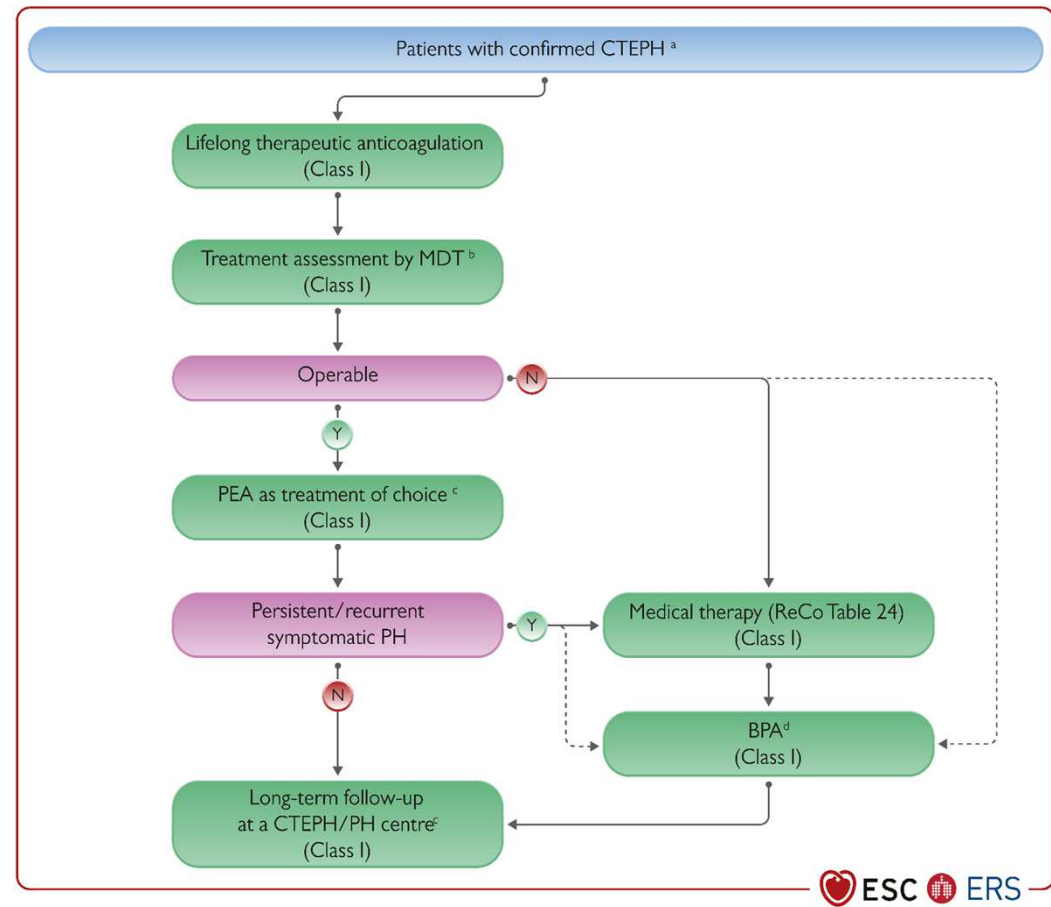 Patients with confirmed CTEPH a
Lifelong therapeutic anticoagulation
(Class I)
Treatment assessment by MDT b
(Class I)
Operable
N
Y
PEA as treatment of choice c
(Class I)
Persistent/recurrent
symptomatic PH
Y
Medical therapy (ReCo Table 24)
(Class I)
N
BPA d
(Class I)
Long-term follow-up
at a CTEPH/PH centre c
(Class I)
ESC ERS